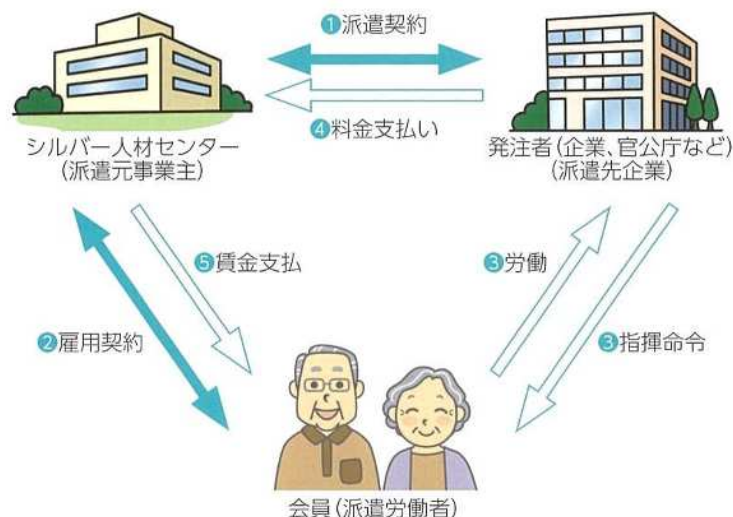 ❶派遣契約
❹料金支払い
シルバー人材センター
(派遣元事業主)
発注者(企業、官公庁など)
(派遣先企業)
❺賃金支払
❸労働
❷雇用契約
❸指揮命令
会員(派遣労働者)